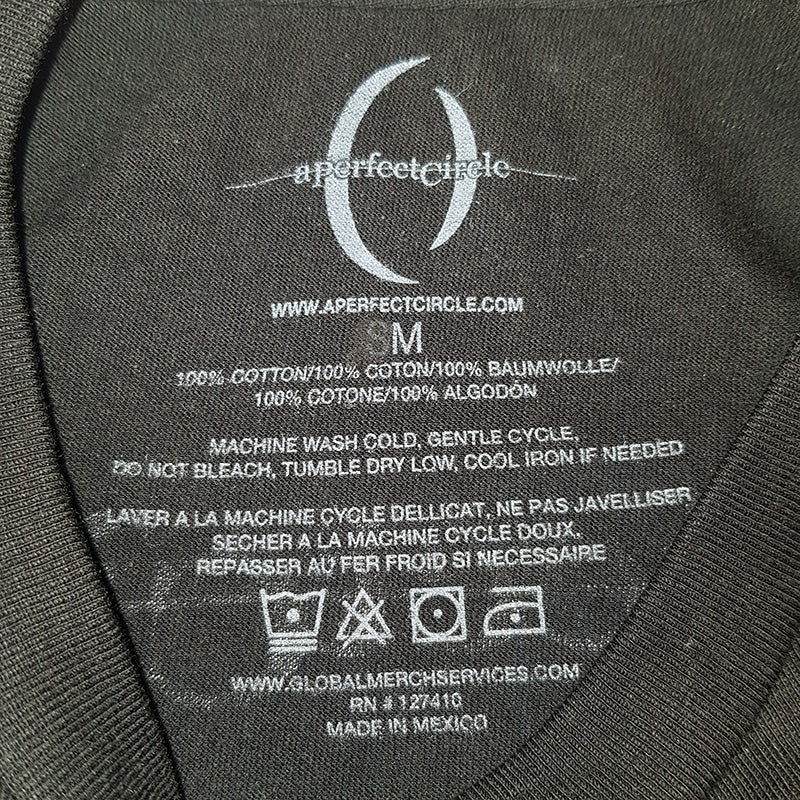 aperfectcircle
WWW.APERFECTCIRCLE.COM
SM
100% COTTON/100% COTON/100% BAUMWOLLE/
100% COTONE/100% ALGODÓN
MACHINE WASH COLD, GENTLE CYCLE,
DO NOT BLEACH, TUMBLE DRY LOW, COOL IRON IF NEEDED
LAVER A LA MACHINE CYCLE DELLICAT, NE PAS JAVELLISER
SECHER A LA MACHINE CYCLE DOUX.
REPASSER AU FER FROID SI NECESSAIRE
WWW.GLOBALMERCHSERVICES.COM
RN # 127410
MADE IN MEXICO